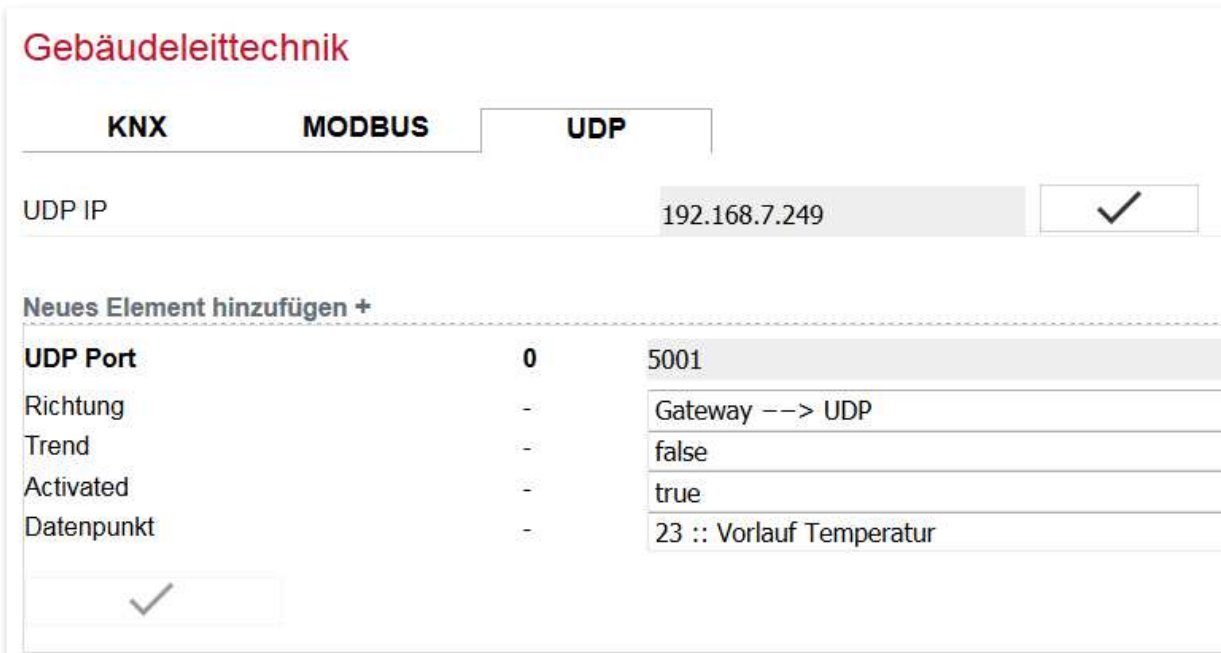 Gebäudeleittechnik
KNX MODBUS UDP
UDP IP 192.168.7.249
Neues Element hinzufügen +
UDP Port 0 5001
Richtung - Gateway --> UDP
Trend - false
Activated - true
Datenpunkt - 23 :: Vorlauf Temperatur